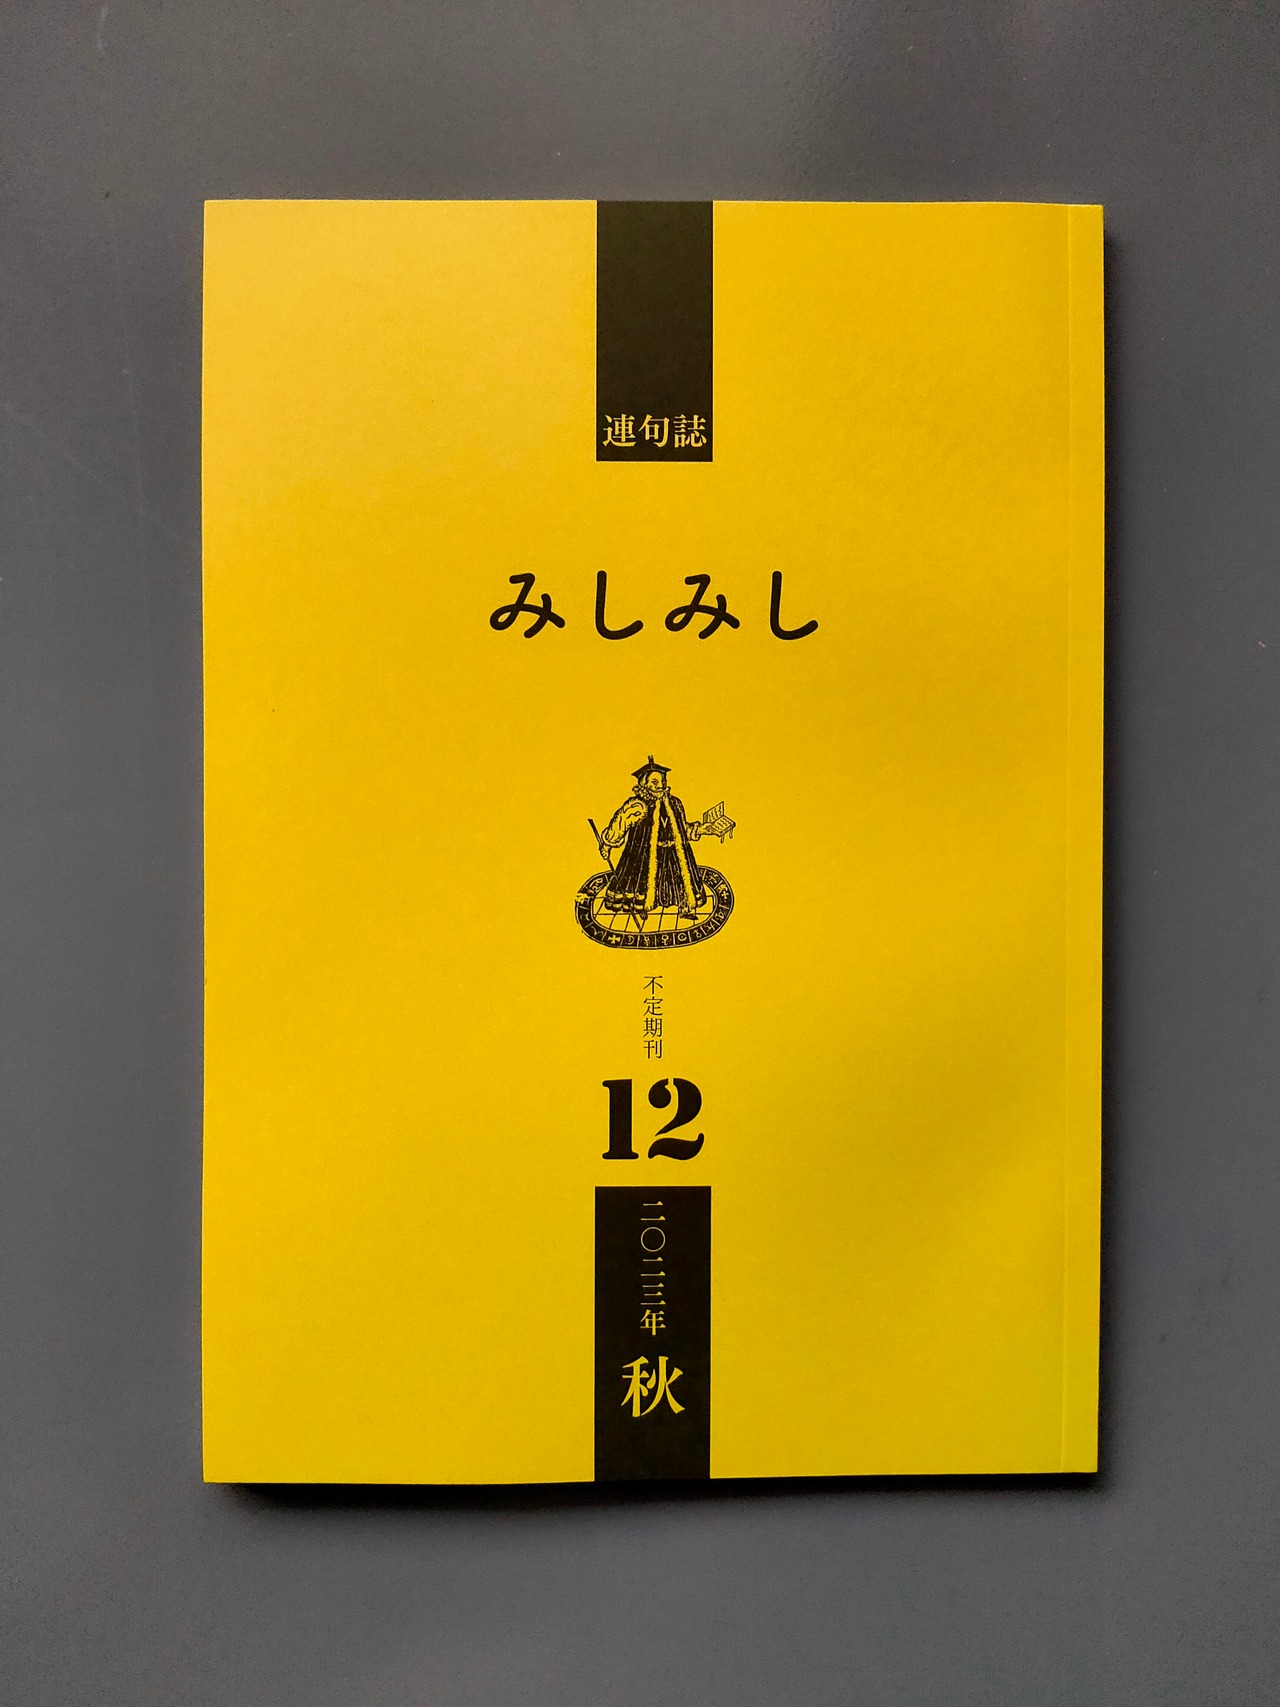 連句誌
みしみし
不定期刊
12
二〇二三年
秋